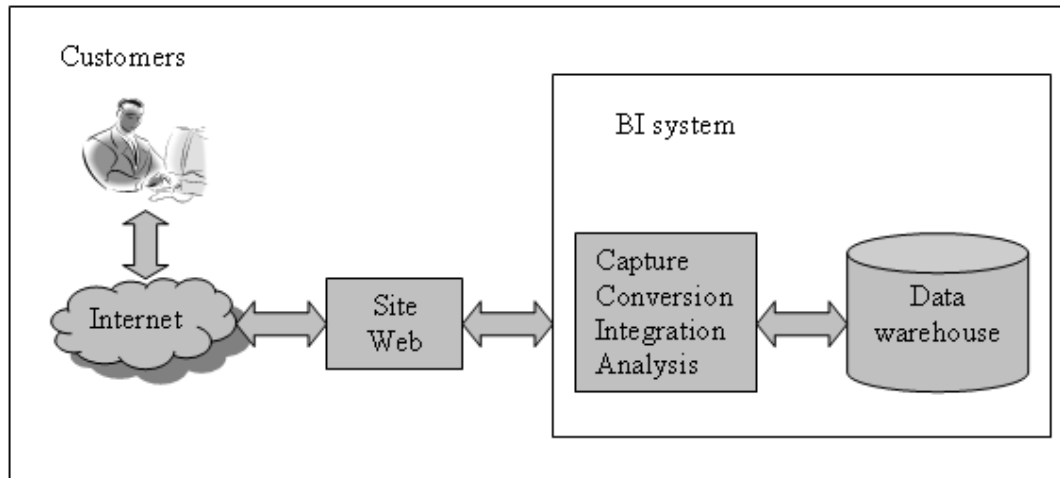 Customers
BI system
Internet
Site
Web
Capture
Conversion
Integration
Analysis
Data
warehouse